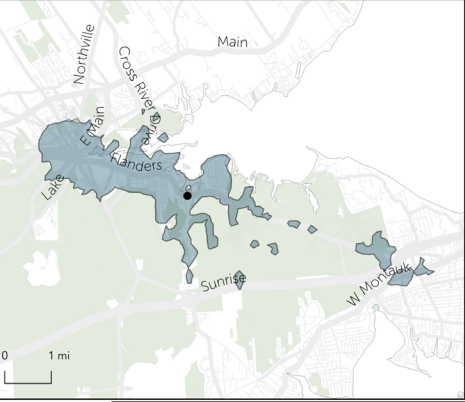 Main
Northville
Cross River Drive
E Main
Flanders
Lake
Sunrise
W Montauk
0 1 mi